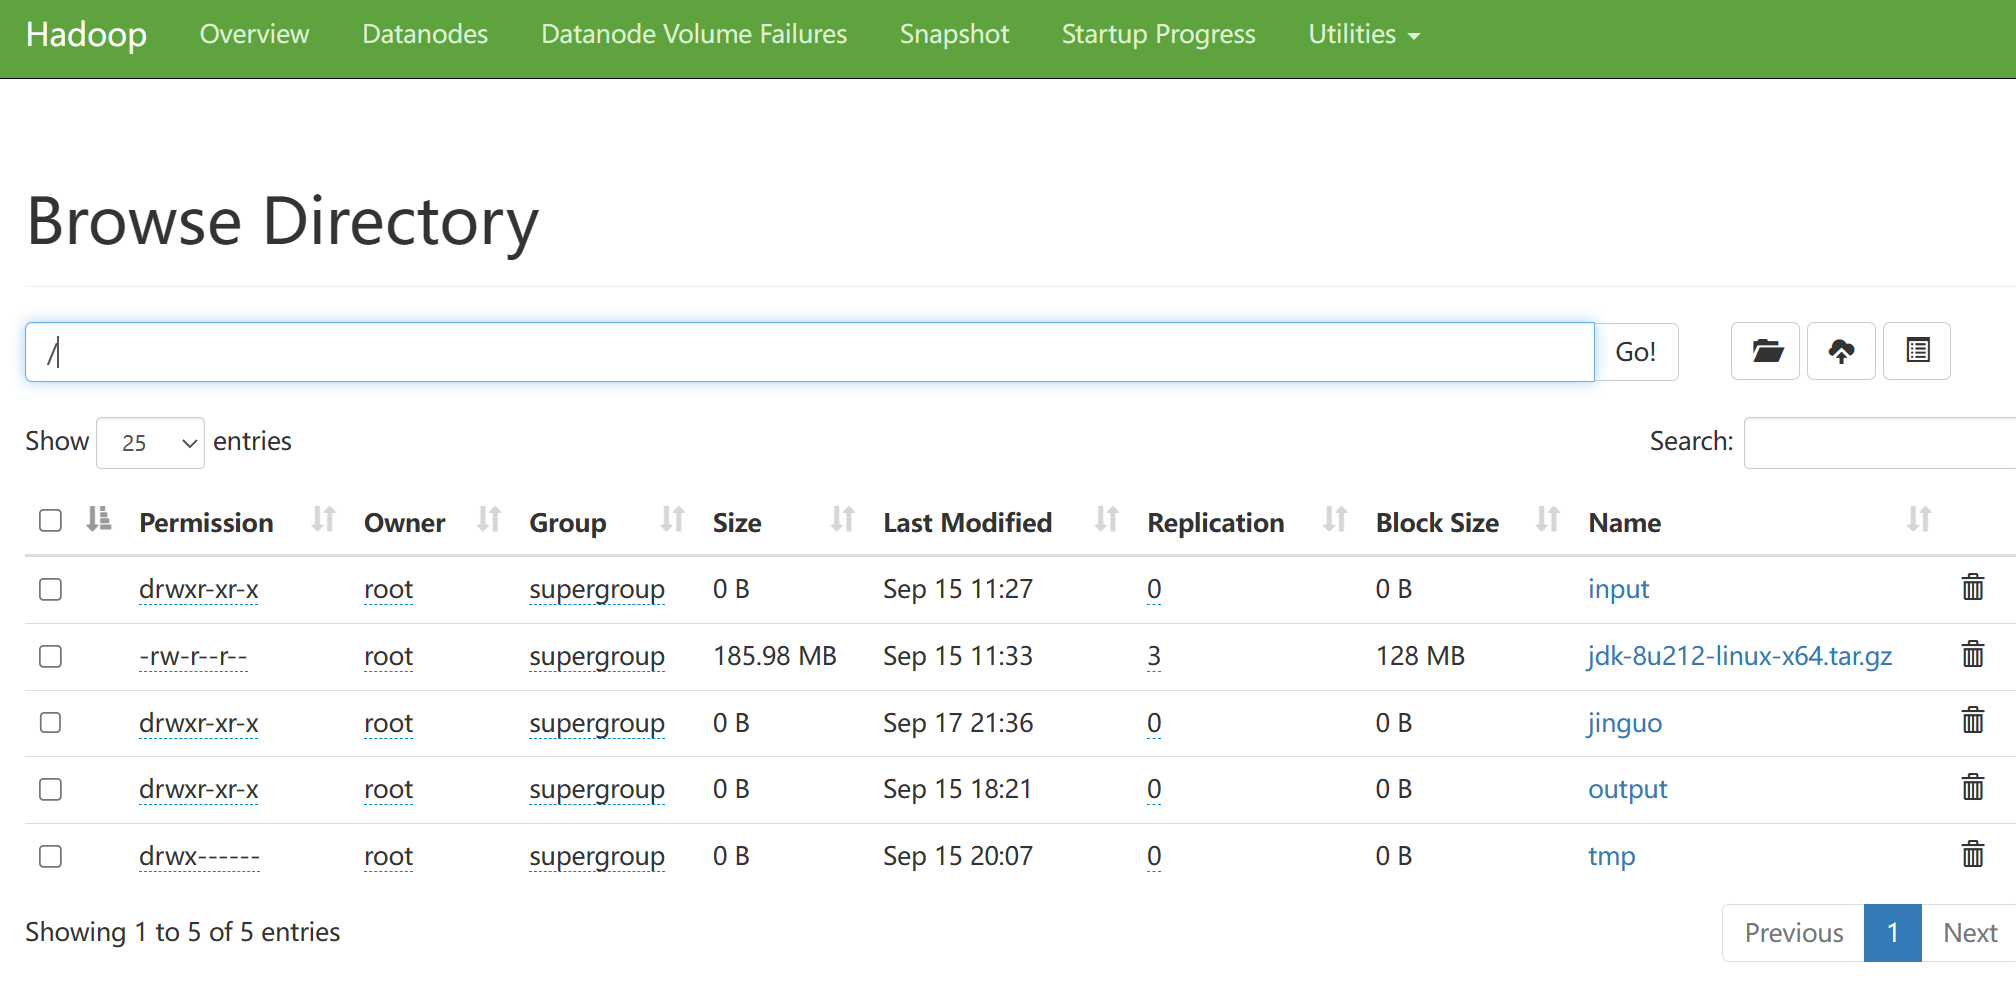 Hadoop Overview Datanodes Datanode Volume Failures Snapshot Startup Progress Utilities
Browse Directory
/ Go!
Show 25 entries Search:
Permission Owner Group Size Last Modified Replication Block Size Name
drwxr-xr-x root supergroup 0 B Sep 15 11:27 0 0 B input
-rw-r--r-- root supergroup 185.98 MB Sep 15 11:33 3 128 MB jdk-8u212-linux-x64.tar.gz
drwxr-xr-x root supergroup 0 B Sep 17 21:36 0 0 B jinguo
drwxr-xr-x root supergroup 0 B Sep 15 18:21 0 0 B output
drwx------ root supergroup 0 B Sep 15 20:07 0 0 B tmp
Showing 1 to 5 of 5 entries Previous 1 Next